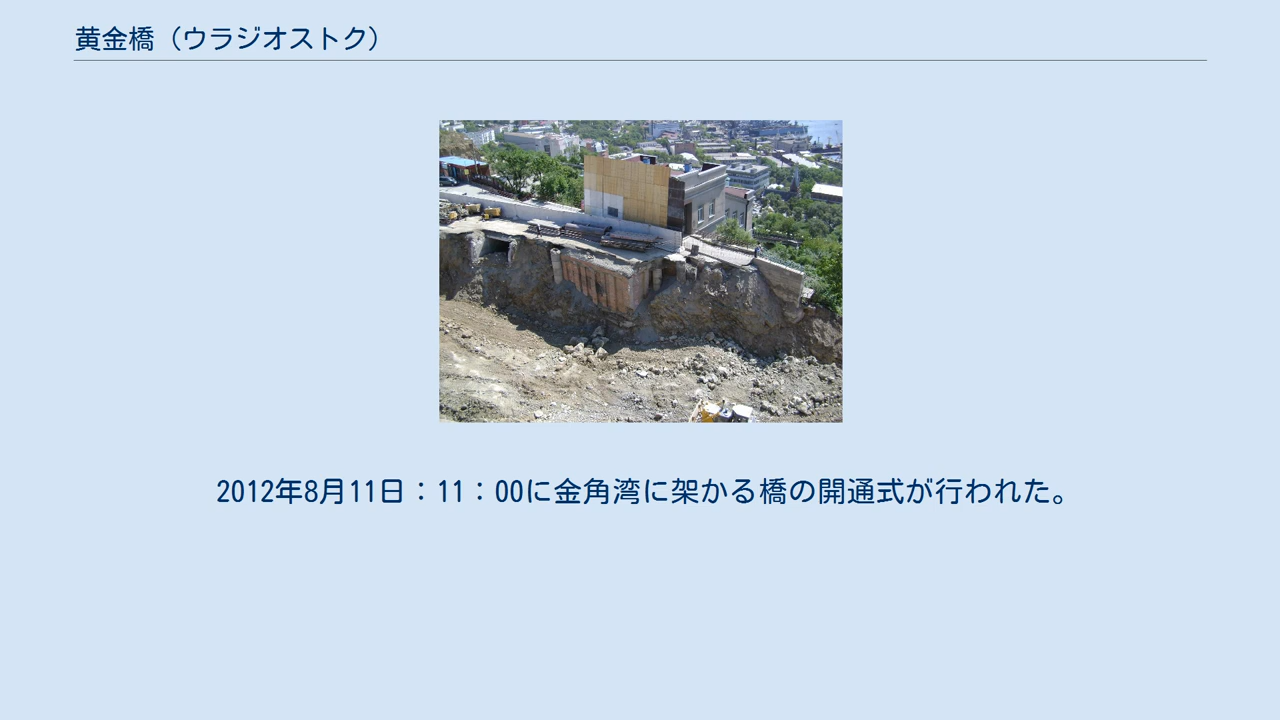 黄金橋（ウラジオストク）
2012年8月11日：11：00に金角湾に架かる橋の開通式が行われた。